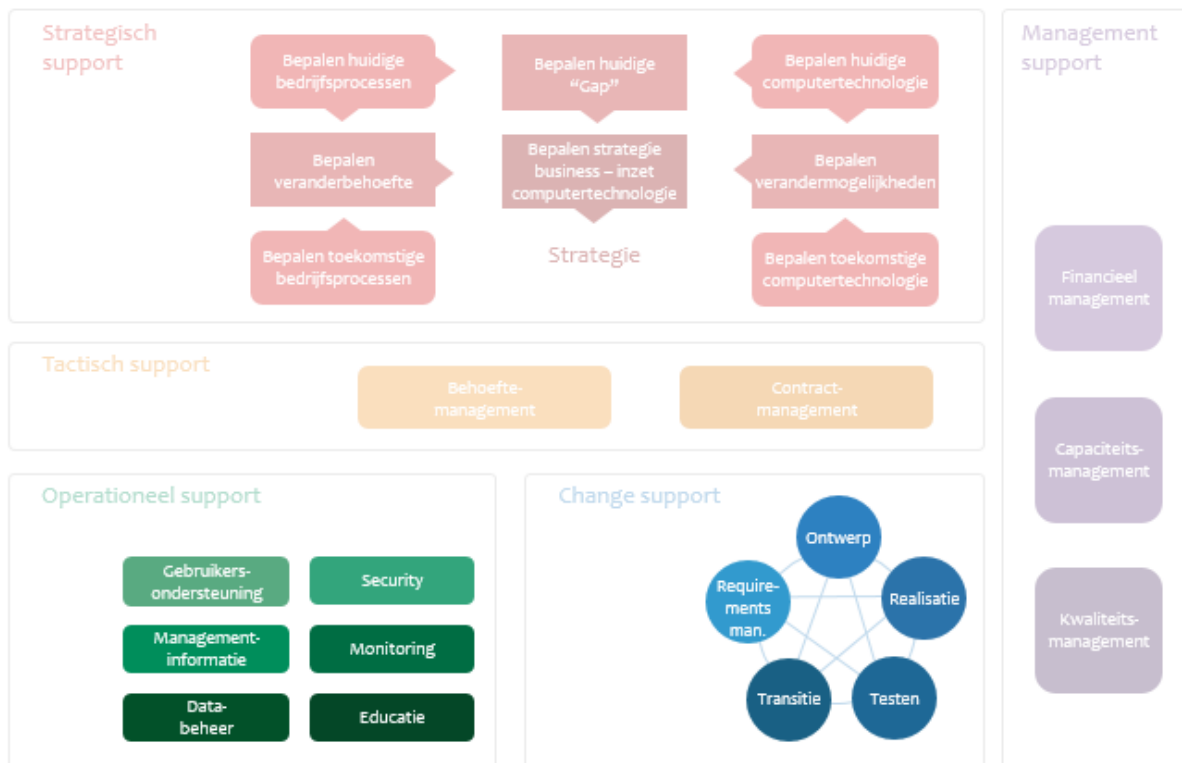 Strategisch
support
Bepalen huidige
bedrijfsprocessen
Bepalen huidige
“Gap”
Bepalen huidige
computertechnologie
Bepalen
veranderbehoefte
Bepalen strategie
business – inzet
computertechnologie
Bepalen
verandermogelijkheden
Bepalen toekomstige
bedrijfsprocessen
Strategie
Bepalen toekomstige
computertechnologie
Tactisch support
Behoefte-
management
Contract-
management
Operationeel support
Gebruikers-
ondersteuning
Security
Management-
informatie
Monitoring
Data-
beheer
Educatie
Change support
Ontwerp
Require-
ments
man.
Realisatie
Transitie
Testen
Management
support
Financieel
management
Capaciteits-
management
Kwaliteits-
management